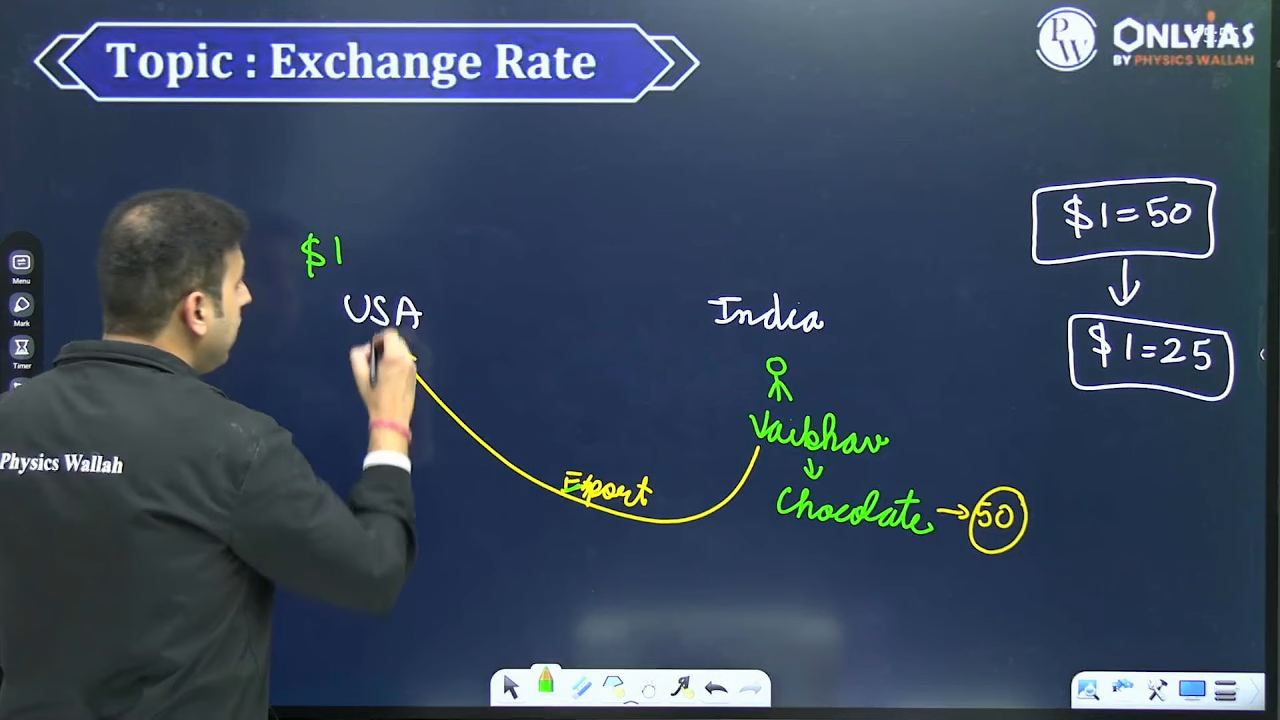 Topic : Exchange Rate
PW
ONLYIAS
BY PHYSICS WALLAH
$1=50
$1=25
$1
USA
India
Vaibhav
Chocolate → 50
Export
Menu
Mark
Timer
Physics Wallah